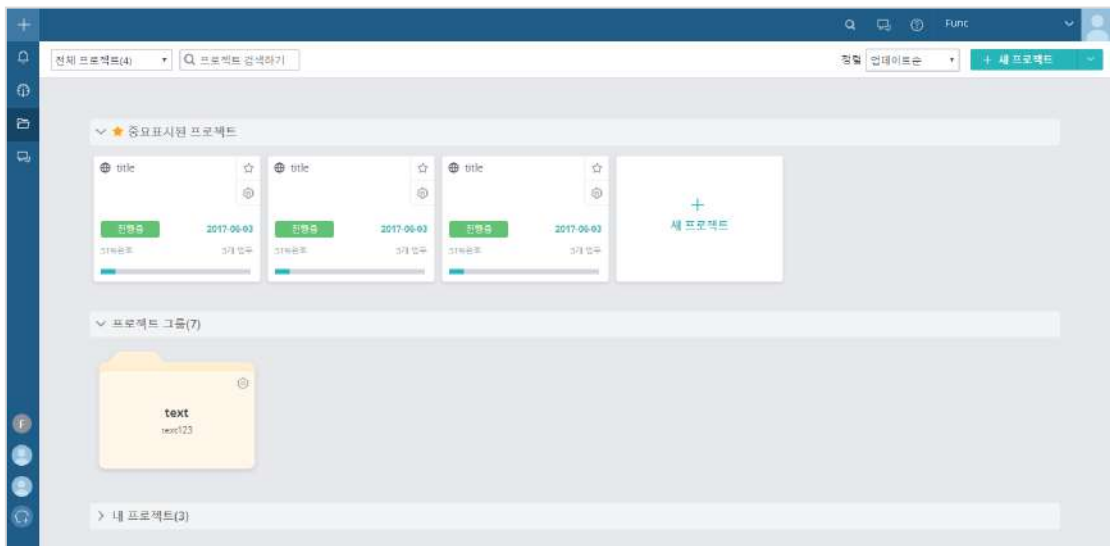 Func
전체 프로젝트(4) 프로젝트 검색하기 정렬 업데이트순 + 새 프로젝트
중요표시된 프로젝트
title title title
+
새 프로젝트
진행중 2017-06-03 진행중 2017-06-03 진행중 2017-06-03
프로젝트 그룹(7)
text
text123
F
내 프로젝트(3)